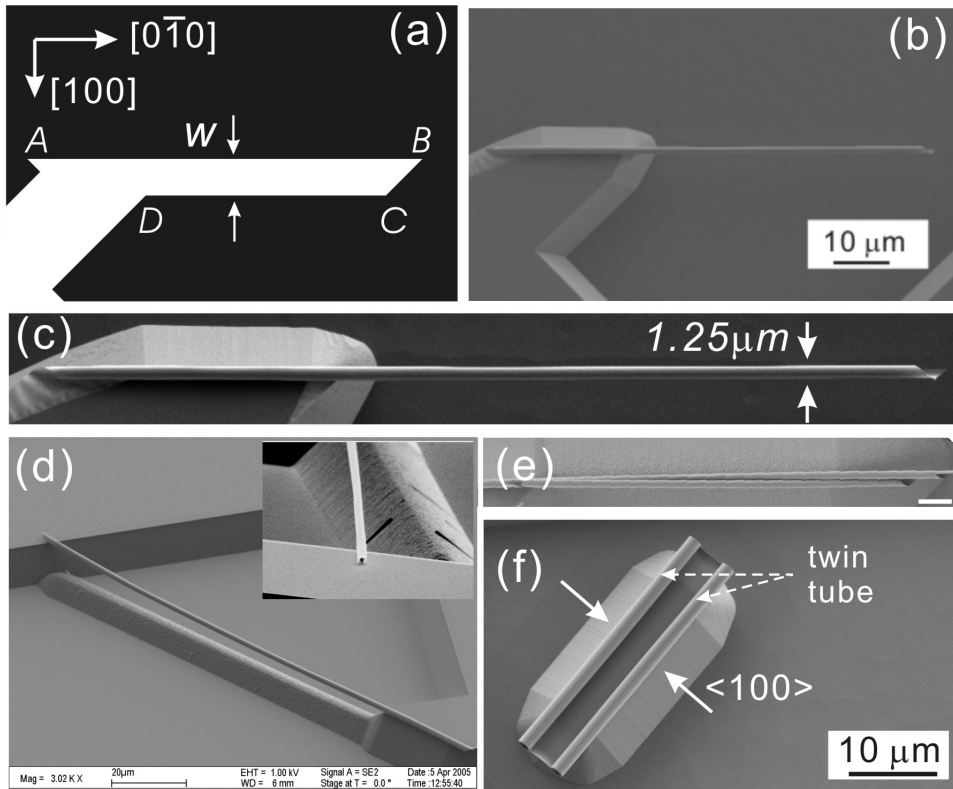 (a)
[01̅0]
[100]
A
W
B
D
C
(b)
10 μm
(c)
1.25μm
(d)
Mag = 3.02 K X
20μm
EHT = 1.00 kV
WD = 6 mm
Signal A = SE2
Stage at T = 0.0 °
Date :5 Apr 2005
Time :12:55:40
(e)
(f)
twin
tube
<100>
10 μm